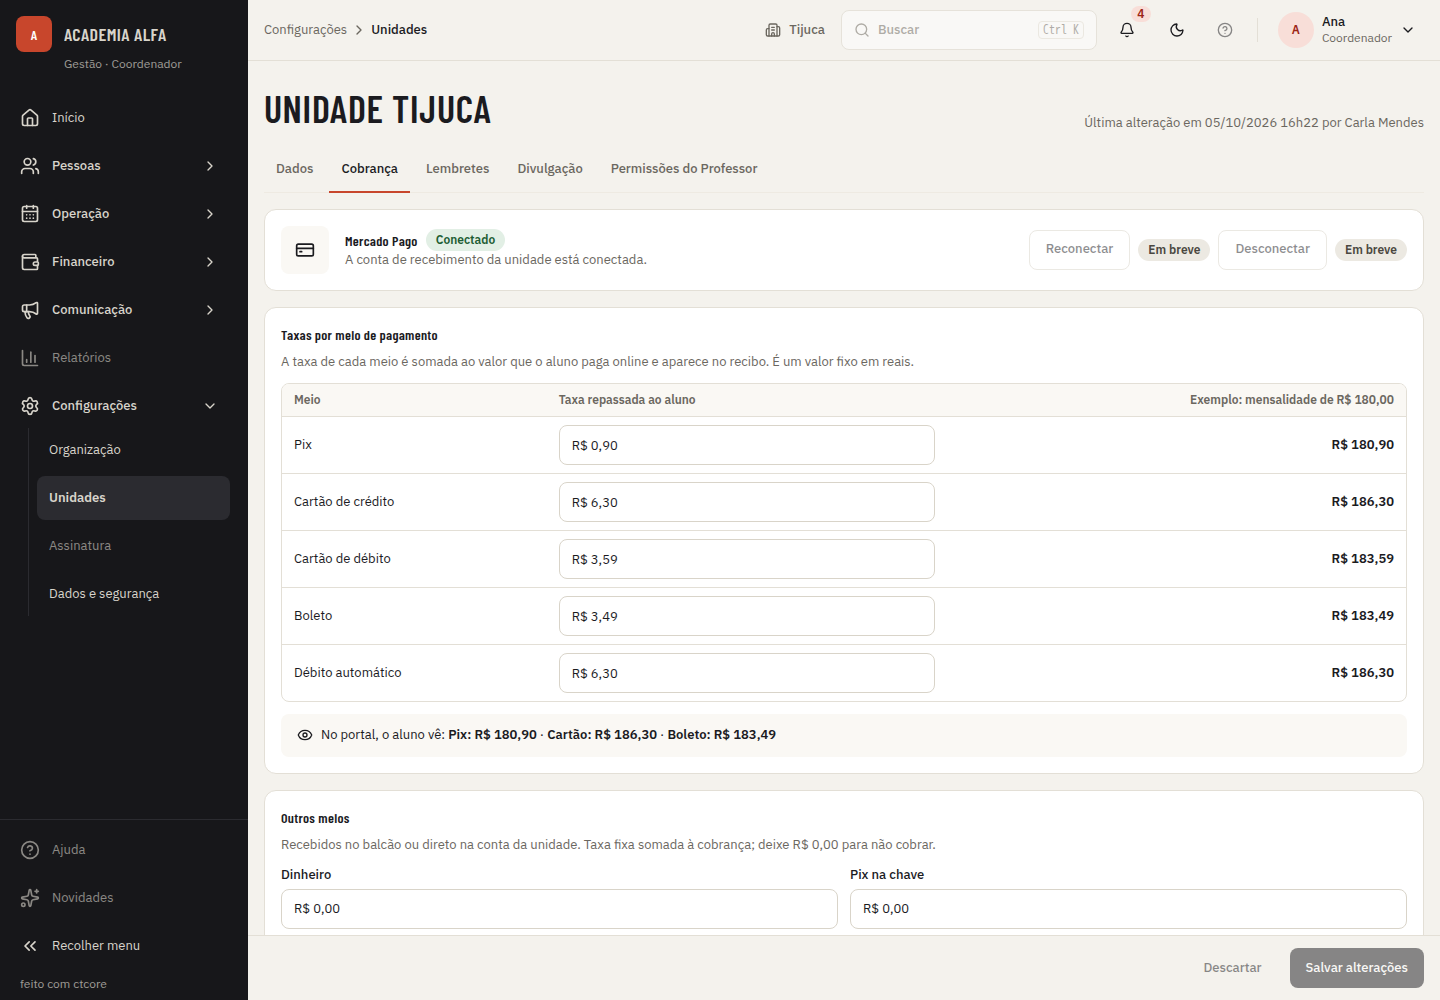 A
ACADEMIA ALFA
Gestão · Coordenador
Início
Pessoas
Operação
Financeiro
Comunicação
Relatórios
Configurações
Organização
Unidades
Assinatura
Dados e segurança
Ajuda
Novidades
Recolher menu
feito com ctcore
Configurações
Unidades
Tijuca
Buscar
Ctrl K
4
A
Ana
Coordenador
UNIDADE TIJUCA
Última alteração em 05/10/2026 16h22 por Carla Mendes
Dados
Cobrança
Lembretes
Divulgação
Permissões do Professor
Mercado Pago
Conectado
A conta de recebimento da unidade está conectada.
Reconectar
Em breve
Desconectar
Em breve
Taxas por meio de pagamento
A taxa de cada meio é somada ao valor que o aluno paga online e aparece no recibo. É um valor fixo em reais.
Meio
Taxa repassada ao aluno
Exemplo: mensalidade de R$ 180,00
Pix
R$ 0,90
R$ 180,90
Cartão de crédito
R$ 6,30
R$ 186,30
Cartão de débito
R$ 3,59
R$ 183,59
Boleto
R$ 3,49
R$ 183,49
Débito automático
R$ 6,30
R$ 186,30
No portal, o aluno vê: Pix: R$ 180,90 · Cartão: R$ 186,30 · Boleto: R$ 183,49
Outros meios
Recebidos no balcão ou direto na conta da unidade. Taxa fixa somada à cobrança; deixe R$ 0,00 para não cobrar.
Dinheiro
Pix na chave
R$ 0,00
R$ 0,00
Descartar
Salvar alterações